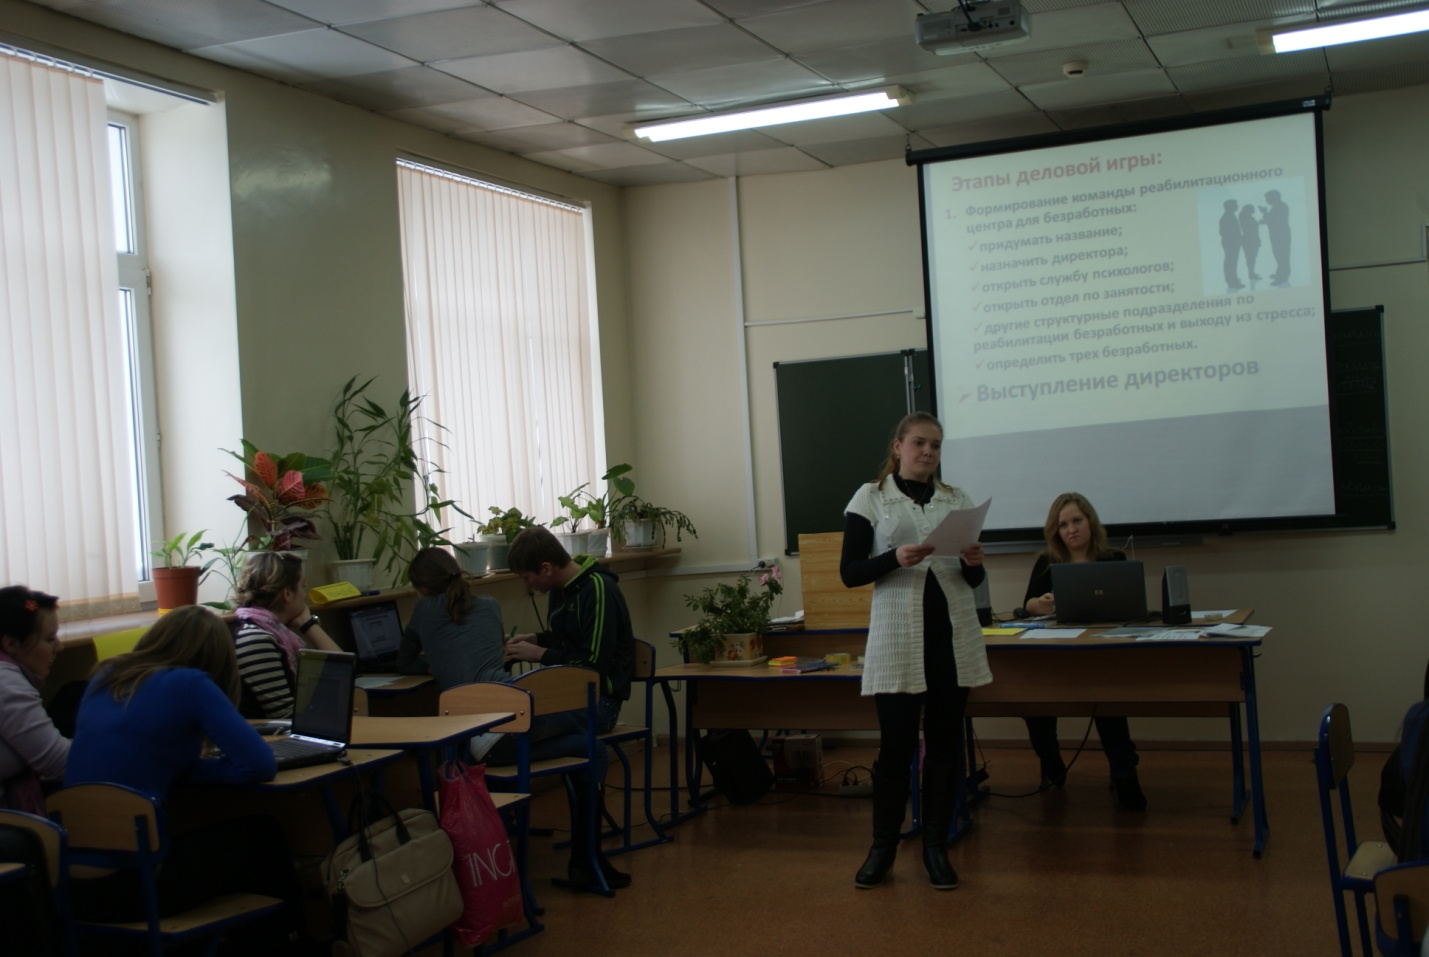 Этапы деловой игры:
1. Формирование команды реабилитационного
центра для безработных:
✓придумать название;
✓назначить директора;
✓открыть службу психологов;
✓открыть отдел по занятости;
✓другие структурные подразделения по
реабилитации безработных и выходу из стресса;
✓определить трех безработных.
➢ Выступление директоров
hp